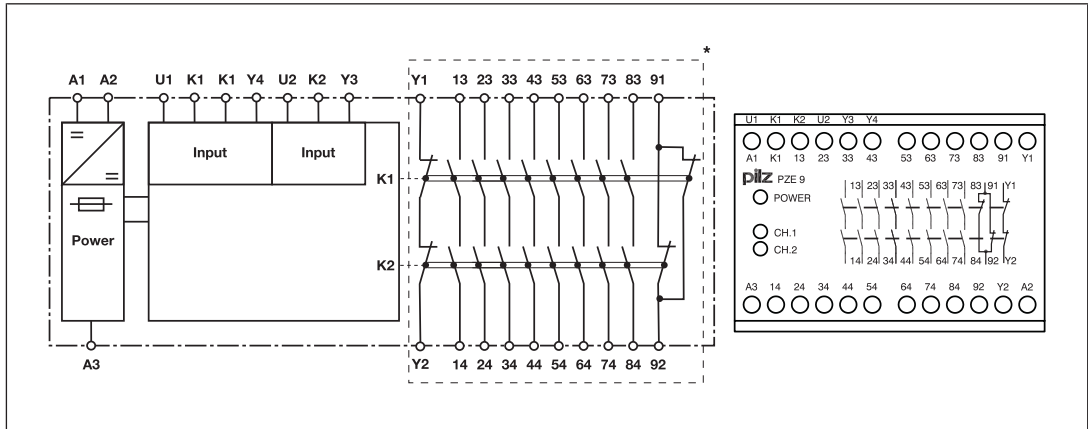 *
A1 A2 U1 K1 K1 Y4 U2 K2 Y3 Y1 13 23 33 43 53 63 73 83 91
=
=
Input Input
Power
K1
K2
A3
Y2 14 24 34 44 54 64 74 84 92
U1 K1 K2 U2 Y3 Y4
A1 K1 13 23 33 43 53 63 73 83 91 Y1
pilz PZE 9
POWER
CH.1
CH.2
13 23 33 43 53 63 73 83 91 Y1
14 24 34 44 54 64 74 84 92 Y2
A3 14 24 34 44 54 64 74 84 92 Y2 A2